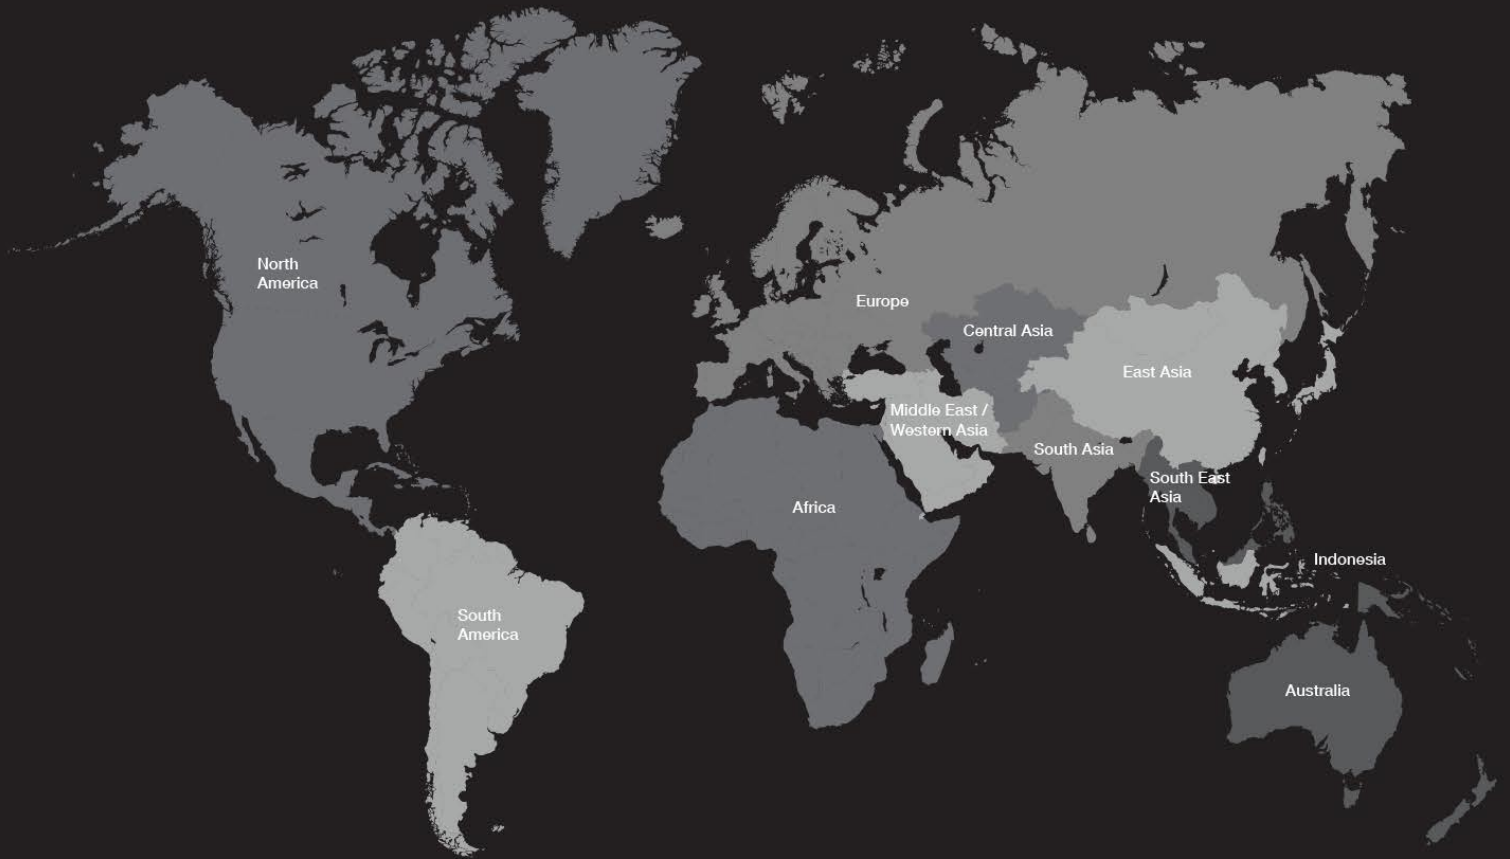 North
America
Europe
Central Asia
East Asia
Middle East /
Western Asia
South Asia
South East
Asia
Africa
Indonesia
South
America
Australia